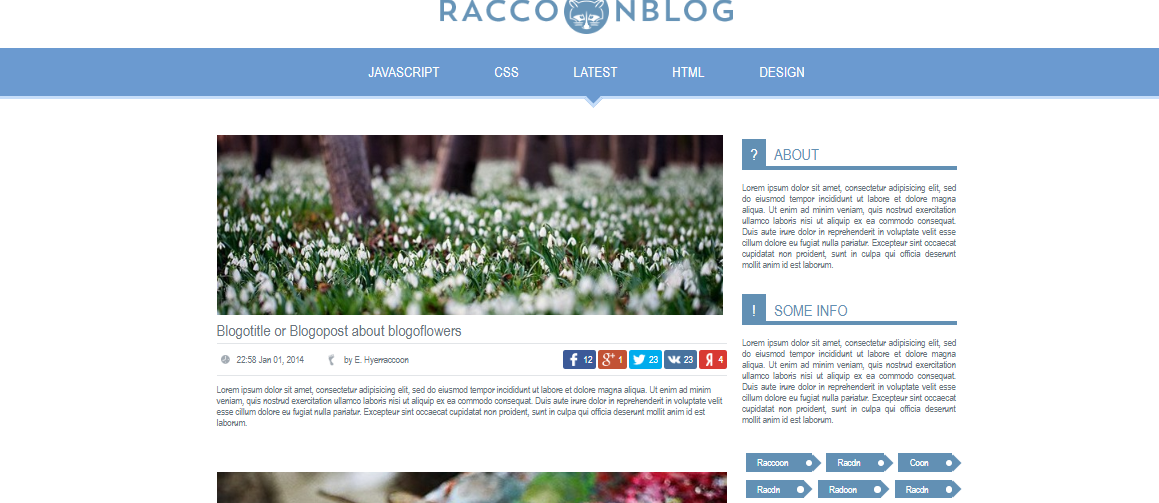 RACCOONBLOG
JAVASCRIPT CSS LATEST HTML DESIGN
Blogotitle or Blogopost about blogoflowers
22:58 Jan 01, 2014 by E. Hyerraccoon f 12 g+ 1 23 23 Я 4
Lorem ipsum dolor sit amet, consectetur adipisicing elit, sed do eiusmod tempor incididunt ut labore et dolore magna aliqua. Ut enim ad minim
veniam, quis nostrud exercitation ullamco laboris nisi ut aliquip ex ea commodo consequat. Duis aute irure dolor in reprehenderit in voluptate velit
esse cillum dolore eu fugiat nulla pariatur. Excepteur sint occaecat cupidatat non proident, sunt in culpa qui officia deserunt mollit anim id est
laborum.
? ABOUT
Lorem ipsum dolor sit amet, consectetur adipisicing elit, sed
do eiusmod tempor incididunt ut labore et dolore magna
aliqua. Ut enim ad minim veniam, quis nostrud exercitation
ullamco laboris nisi ut aliquip ex ea commodo consequat.
Duis aute irure dolor in reprehenderit in voluptate velit esse
cillum dolore eu fugiat nulla pariatur. Excepteur sint occaecat
cupidatat non proident, sunt in culpa qui officia deserunt
mollit anim id est laborum.
! SOME INFO
Lorem ipsum dolor sit amet, consectetur adipisicing elit, sed
do eiusmod tempor incididunt ut labore et dolore magna
aliqua. Ut enim ad minim veniam, quis nostrud exercitation
ullamco laboris nisi ut aliquip ex ea commodo consequat.
Duis aute irure dolor in reprehenderit in voluptate velit esse
cillum dolore eu fugiat nulla pariatur. Excepteur sint occaecat
cupidatat non proident, sunt in culpa qui officia deserunt
mollit anim id est laborum.
Raccoon Racdn Coon
Racdn Radoon Racdn